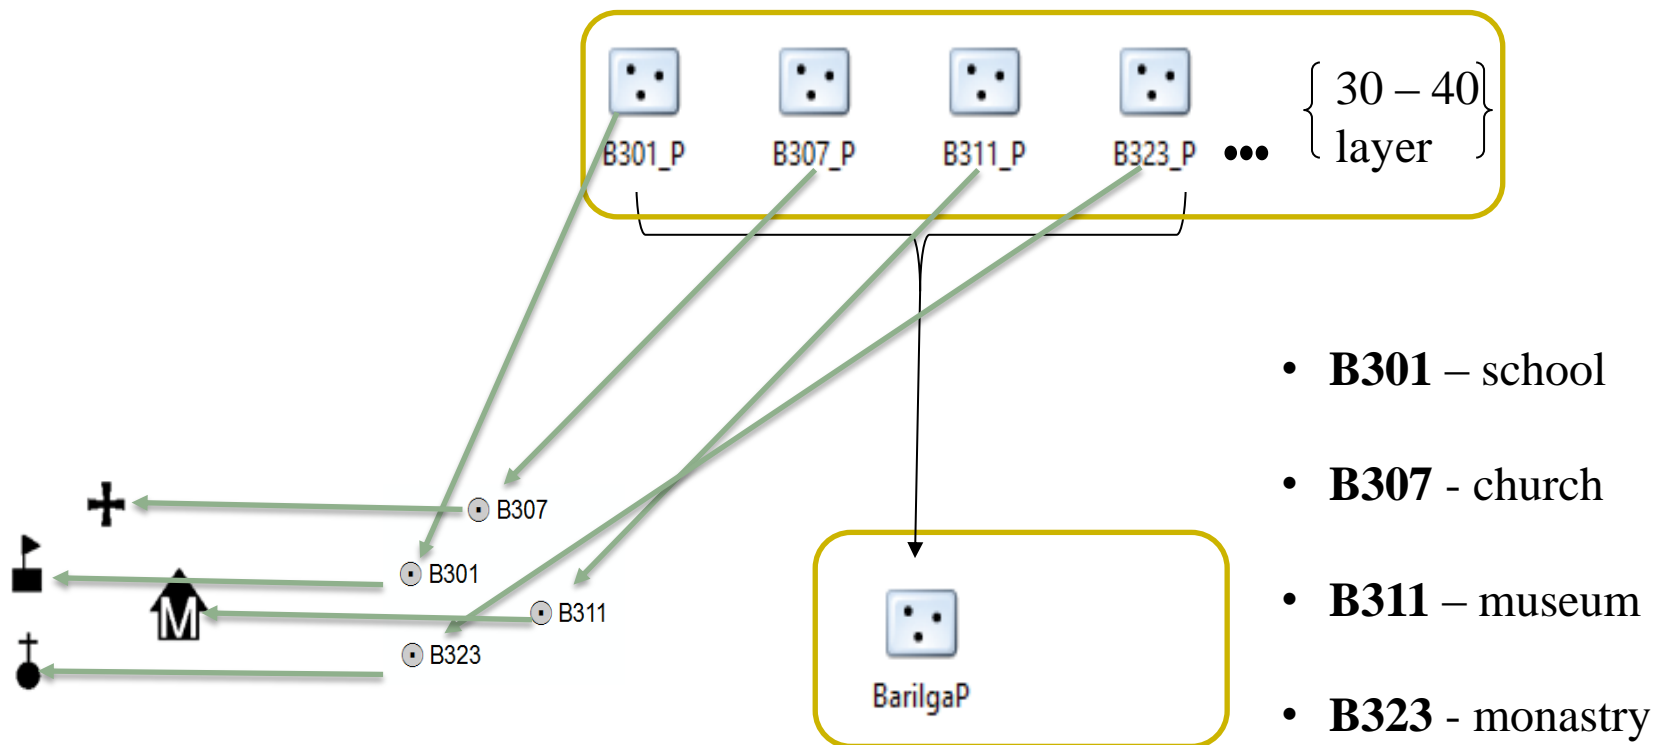 B301_P B307_P B311_P B323_P ••• { 30 – 40 }
layer
• B301 – school
• B307 - church
B307
B301
M
B311
• B311 – museum
B323
BarilgaP
• B323 - monastry